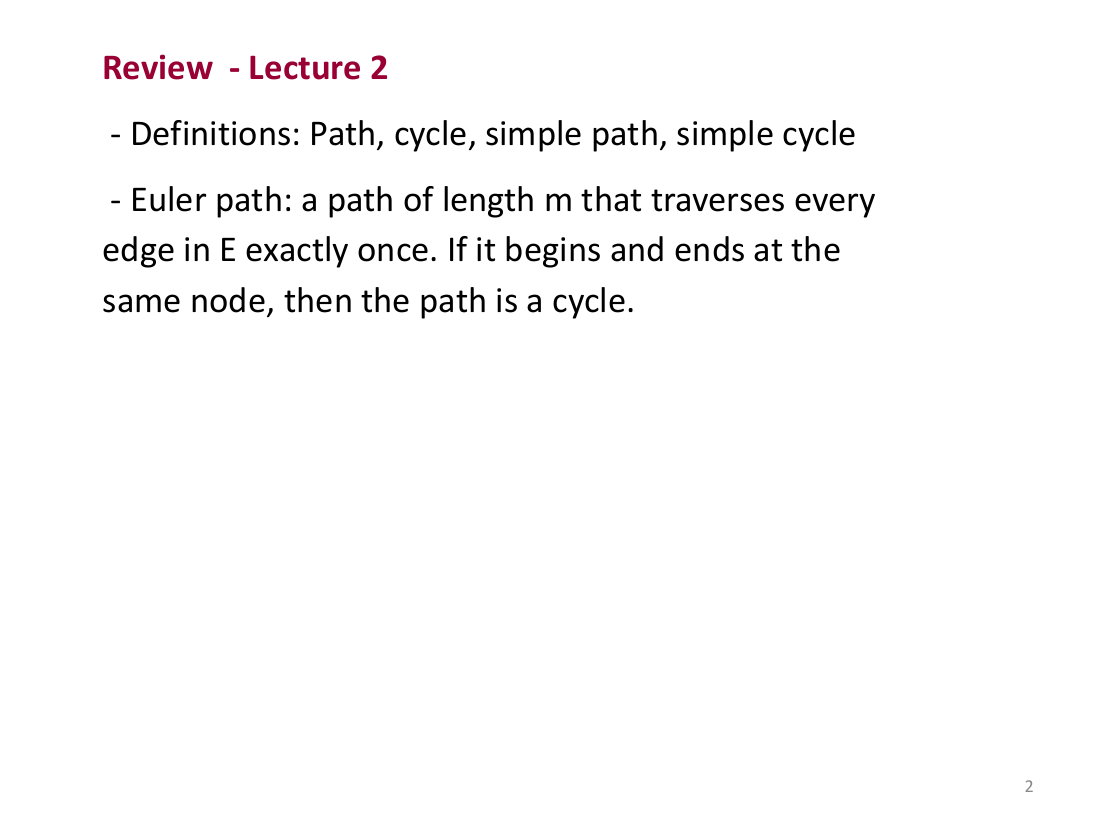 Review  - Lecture 2
- Definitions: Path, cycle, simple path, simple cycle
- Euler path: a path of length m that traverses every
edge in E exactly once. If it begins and ends at the
same node, then the path is a cycle.
2